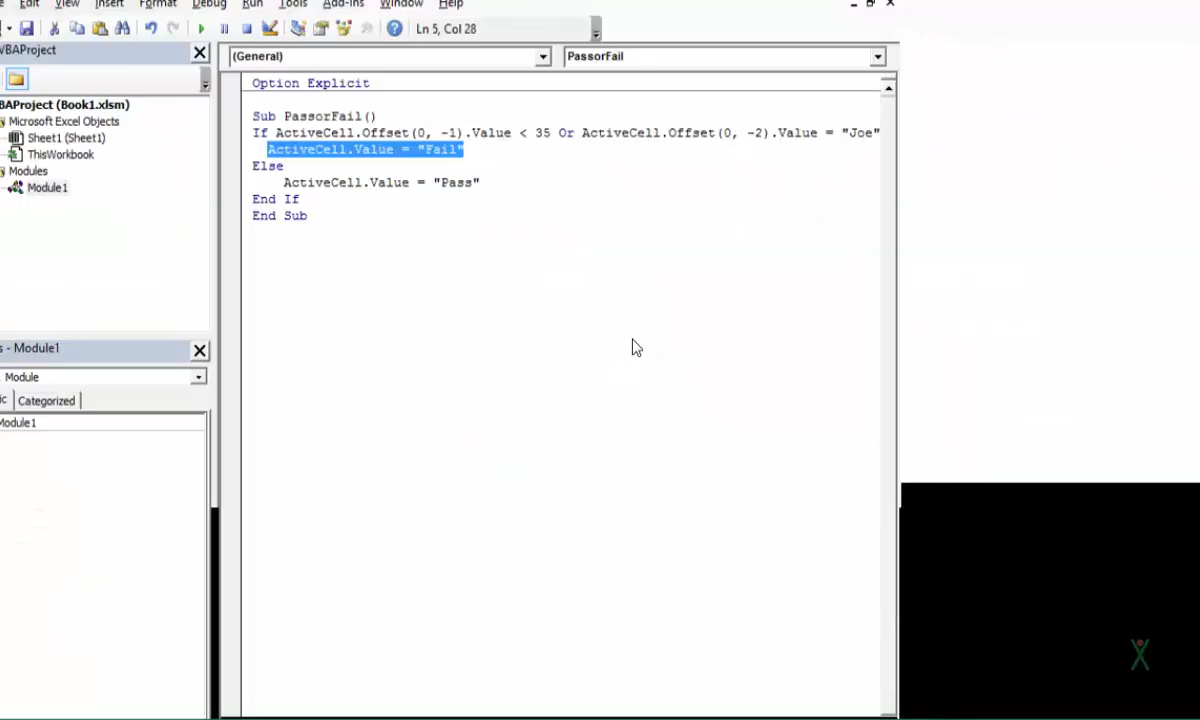 Edit View Insert Format Debug Run Tools Add-Ins Window Help
Ln 5, Col 28
VBAProject
(General)
PassorFail
BAProject (Book1.xlsm)
Microsoft Excel Objects
Sheet1 (Sheet1)
ThisWorkbook
Modules
Module1
Option Explicit
Sub PassorFail()
If ActiveCell.Offset(0, -1).Value < 35 Or ActiveCell.Offset(0, -2).Value = "Joe"
ActiveCell.Value = "Fail"
Else
ActiveCell.Value = "Pass"
End If
End Sub
s - Module1
Module
ic
Categorized
Module1